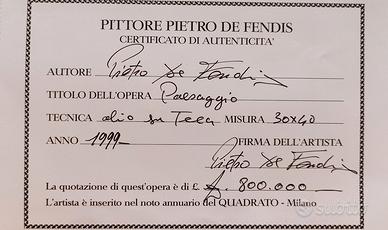 PITTORE PIETRO DE FENDIS
CERTIFICATO DI AUTENTICITA'
AUTORE Pietro De Fendis
TITOLO DELL'OPERA Paesaggio
TECNICA olio su Tela MISURA 30x40
ANNO 1999 FIRMA DELL'ARTISTA
Pietro De Fendis
La quotazione di quest'opera è di £. 800.000
L'artista è inserito nel noto annuario del QUADRATO - Milano
Subito